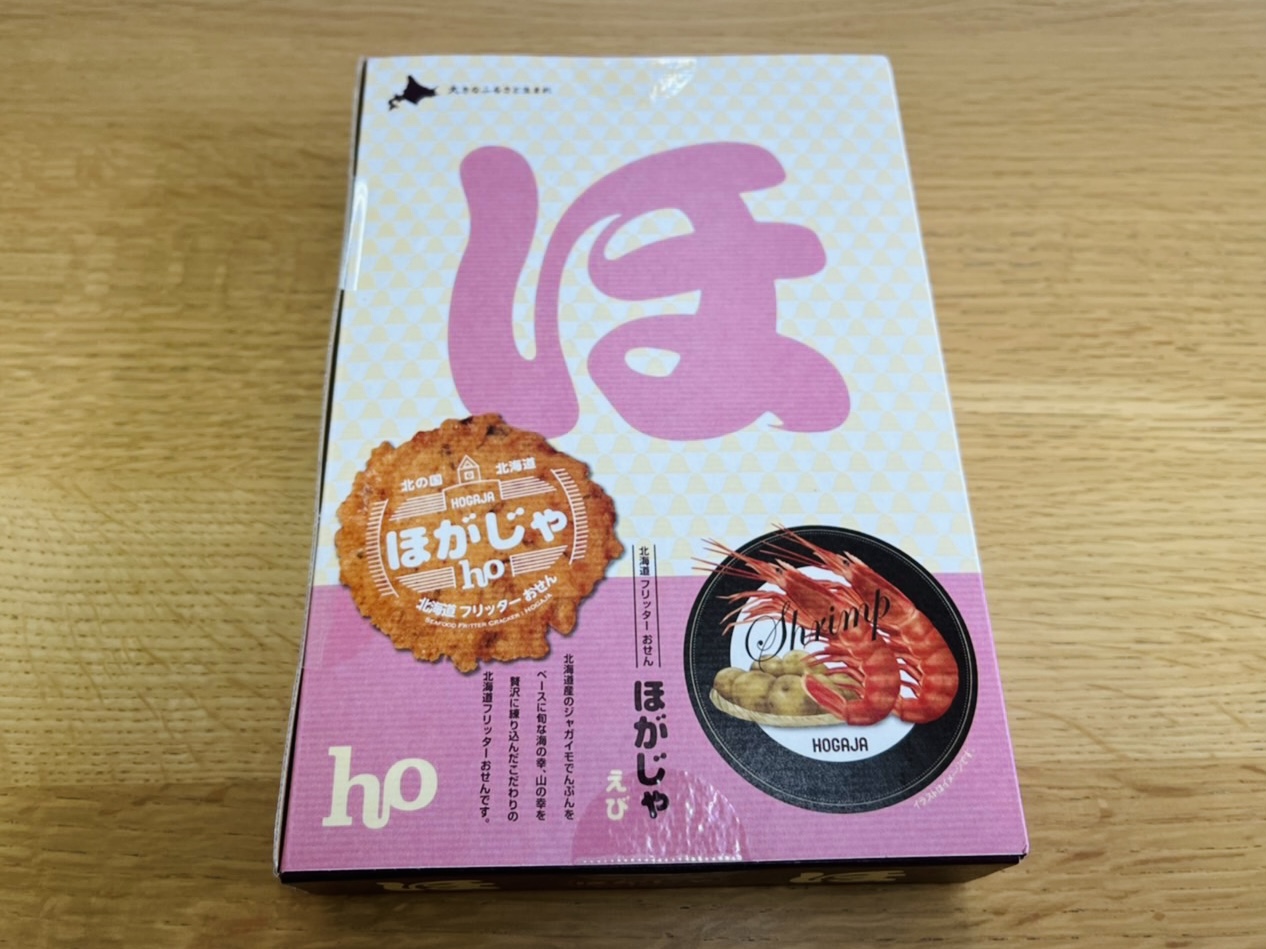 大きなふるさと生まれ
ほ
北の国 北海道
HOGAJA
ほがじゃ
ho
北海道 フリッター おせん
SEAFOOD FRITTER CRACKER : HOGAJA
北海道 フリッター おせん
ほがじゃ
えび
Shrimp
HOGAJA
イラストはイメージです
北海道産のジャガイモでんぷんを
ベースに旬な海の幸、山の幸を
贅沢に練り込んだこだわりの
北海道フリッターおせんです。
ho
ほ
ほ